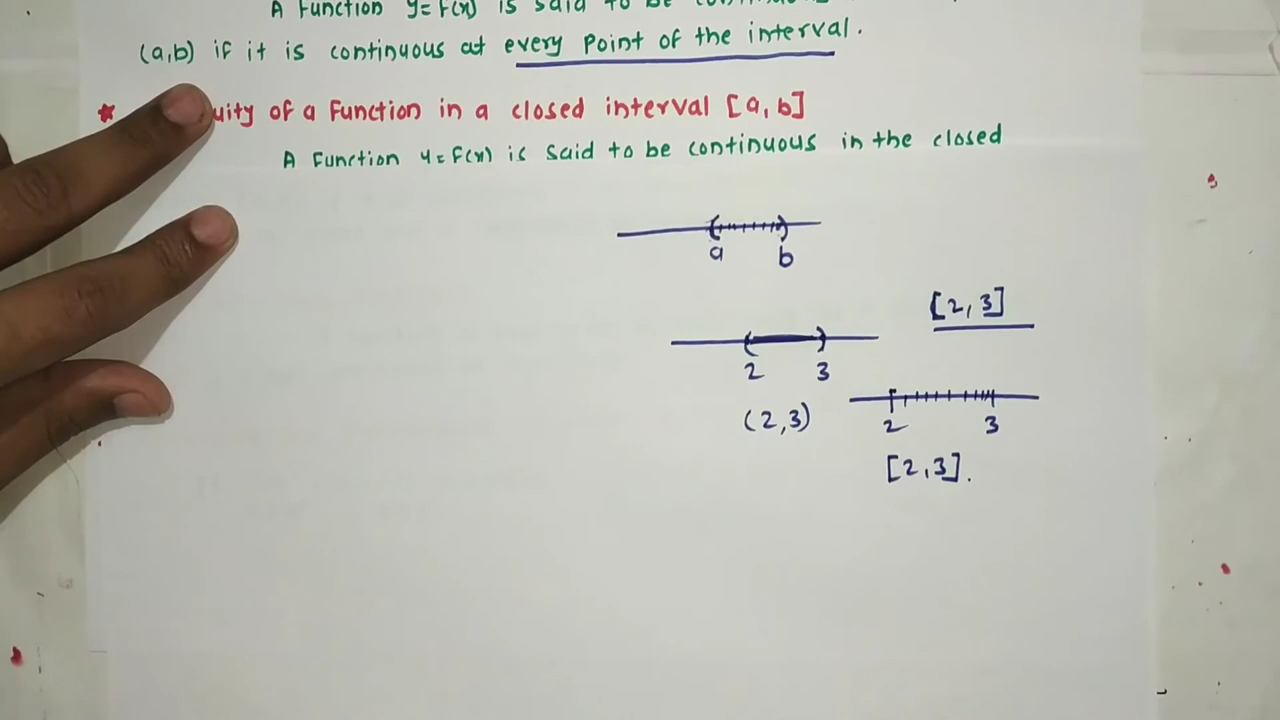 A Function y=f(x) is said to be
(a,b) if it is continuous at every point of the interval.
uity of a Function in a closed interval [a,b]
A Function y=f(x) is said to be continuous in the closed
a b
[2,3]
2 3
(2,3)
2 3
[2,3].